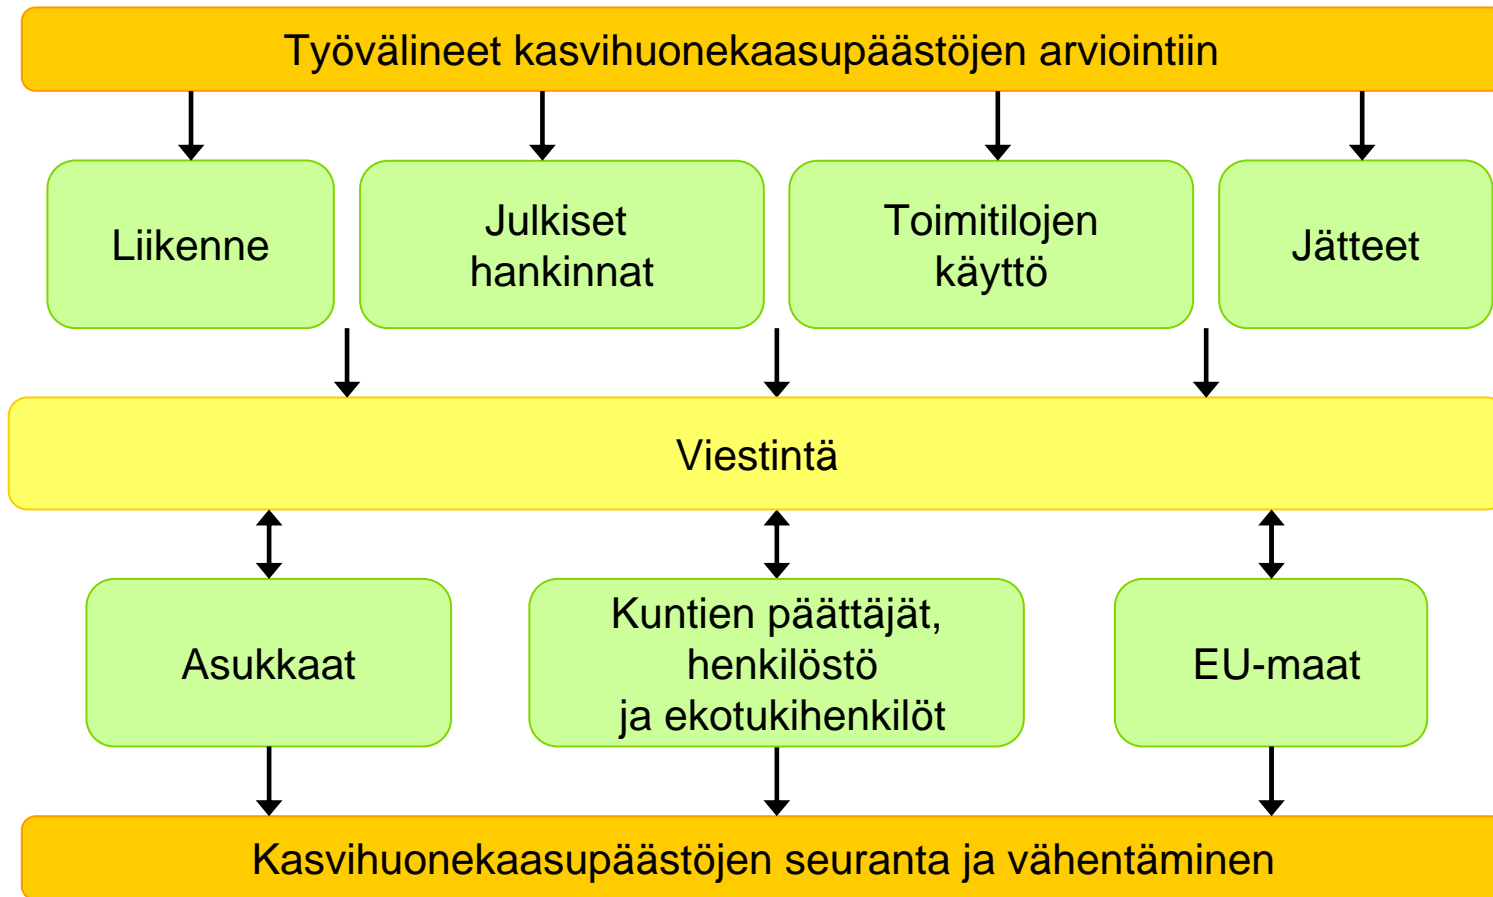 Työvälineet kasvihuonekaasupäästöjen arviointiin
Liikenne
Julkiset
hankinnat
Toimitilojen
käyttö
Jätteet
Viestintä
Asukkaat
Kuntien päättäjät,
henkilöstö
ja ekotukihenkilöt
EU-maat
Kasvihuonekaasupäästöjen seuranta ja vähentäminen